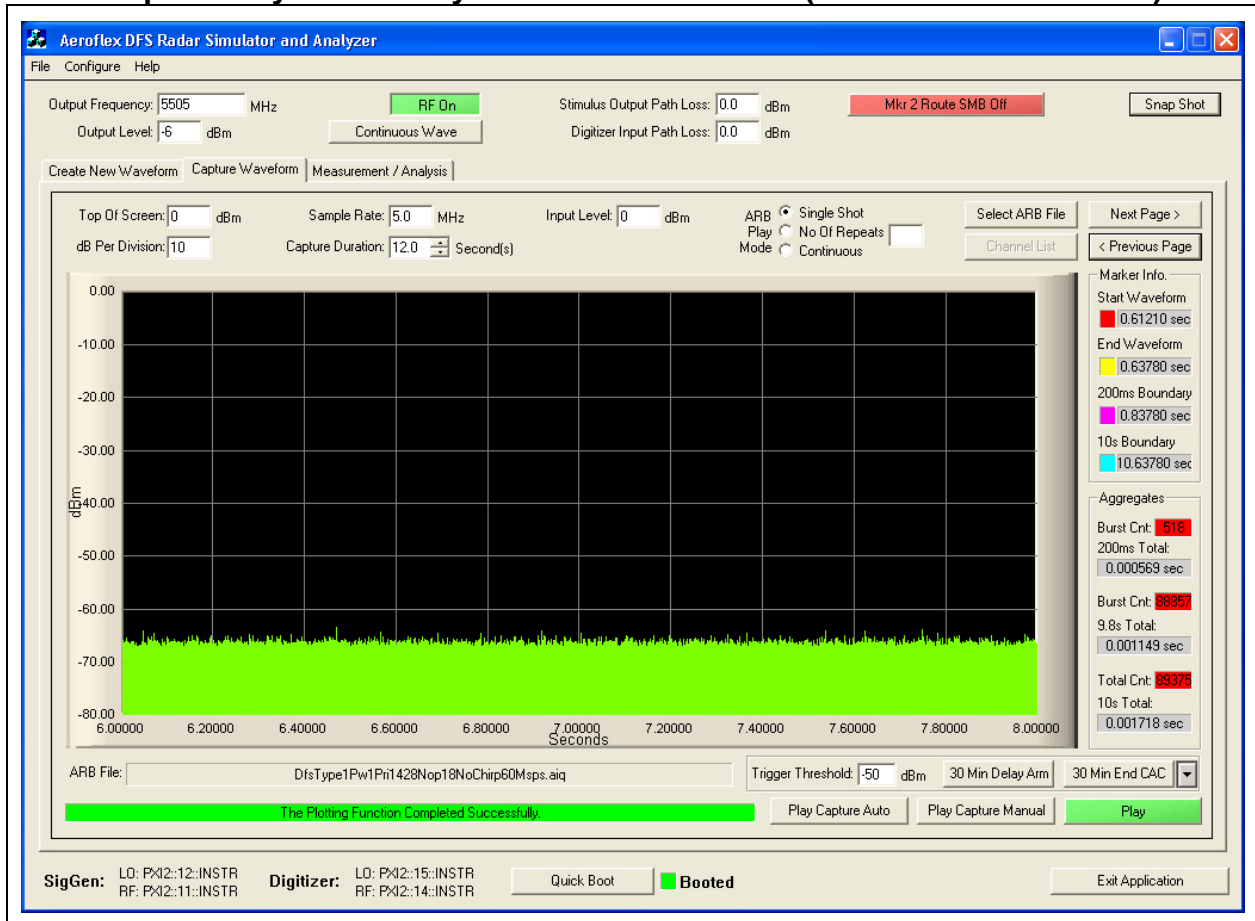 Aeroflex DFS Radar Simulator and Analyzer
File Configure Help
Output Frequency: 5505 MHz
RF On
Stimulus Output Path Loss: 0.0 dBm
Mkr 2 Route SMB Off
Snap Shot
Output Level: -6 dBm
Continuous Wave
Digitizer Input Path Loss: 0.0 dBm
Create New Waveform Capture Waveform Measurement / Analysis
Top Of Screen: 0 dBm
Sample Rate: 5.0 MHz
Input Level: 0 dBm
ARB Play Mode
Single Shot
No Of Repeats
Continuous
Select ARB File
Next Page >
dB Per Division: 10
Capture Duration: 12.0 Second(s)
Channel List
< Previous Page
0.00
-10.00
-20.00
-30.00
-40.00
-50.00
-60.00
-70.00
-80.00
dBm
6.00000 6.20000 6.40000 6.60000 6.80000 7.00000 7.20000 7.40000 7.60000 7.80000 8.00000
Seconds
Marker Info.
Start Waveform
0.61210 sec
End Waveform
0.63780 sec
200ms Boundary
0.83780 sec
10s Boundary
10.63780 sec
Aggregates
Burst Cnt: 518
200ms Total:
0.000569 sec
Burst Cnt: 88857
9.8s Total:
0.001149 sec
Total Cnt: 89375
10s Total:
0.001718 sec
ARB File: DfsType1Pw1Pri1428Nop18NoChirp60Msps.aiq
Trigger Threshold: -50 dBm
30 Min Delay Arm
30 Min End CAC
The Plotting Function Completed Successfully.
Play Capture Auto
Play Capture Manual
Play
SigGen: LO: PXI2::12::INSTR
RF: PXI2::11::INSTR
Digitizer: LO: PXI2::15::INSTR
RF: PXI2::14::INSTR
Quick Boot
Booted
Exit Application